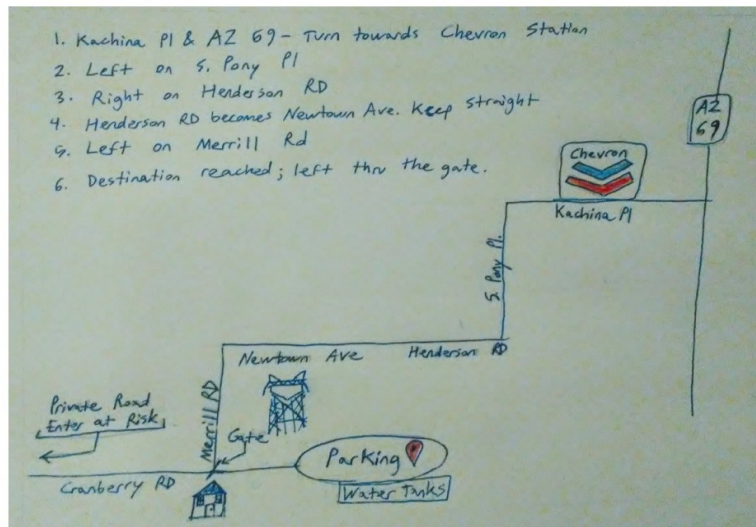 1. Kachina Pl & AZ 69 - Turn towards Chevron Station
2. Left on S. Pony Pl
3. Right on Henderson RD
4. Henderson RD becomes Newtown Ave. Keep straight
5. Left on Merrill Rd
6. Destination reached; left thru the gate.
AZ
69
Chevron
Kachina Pl
S. Pony Pl.
Newtown Ave
Henderson RD
Merrill RD
Private Road
Enter at Risk
Gate
Parking
Cranberry RD
Water Tanks